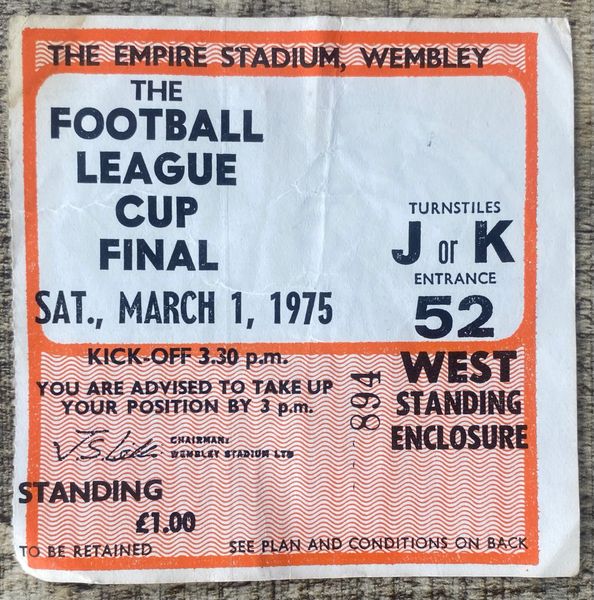 THE EMPIRE STADIUM, WEMBLEY
THE
FOOTBALL
LEAGUE
CUP
FINAL
SAT., MARCH 1, 1975
TURNSTILES
J or K
ENTRANCE
52
KICK-OFF 3.30 p.m.
YOU ARE ADVISED TO TAKE UP
YOUR POSITION BY 3 p.m.
CHAIRMAN:
WEMBLEY STADIUM LTD
894
WEST
STANDING
ENCLOSURE
STANDING
£1.00
TO BE RETAINED
SEE PLAN AND CONDITIONS ON BACK